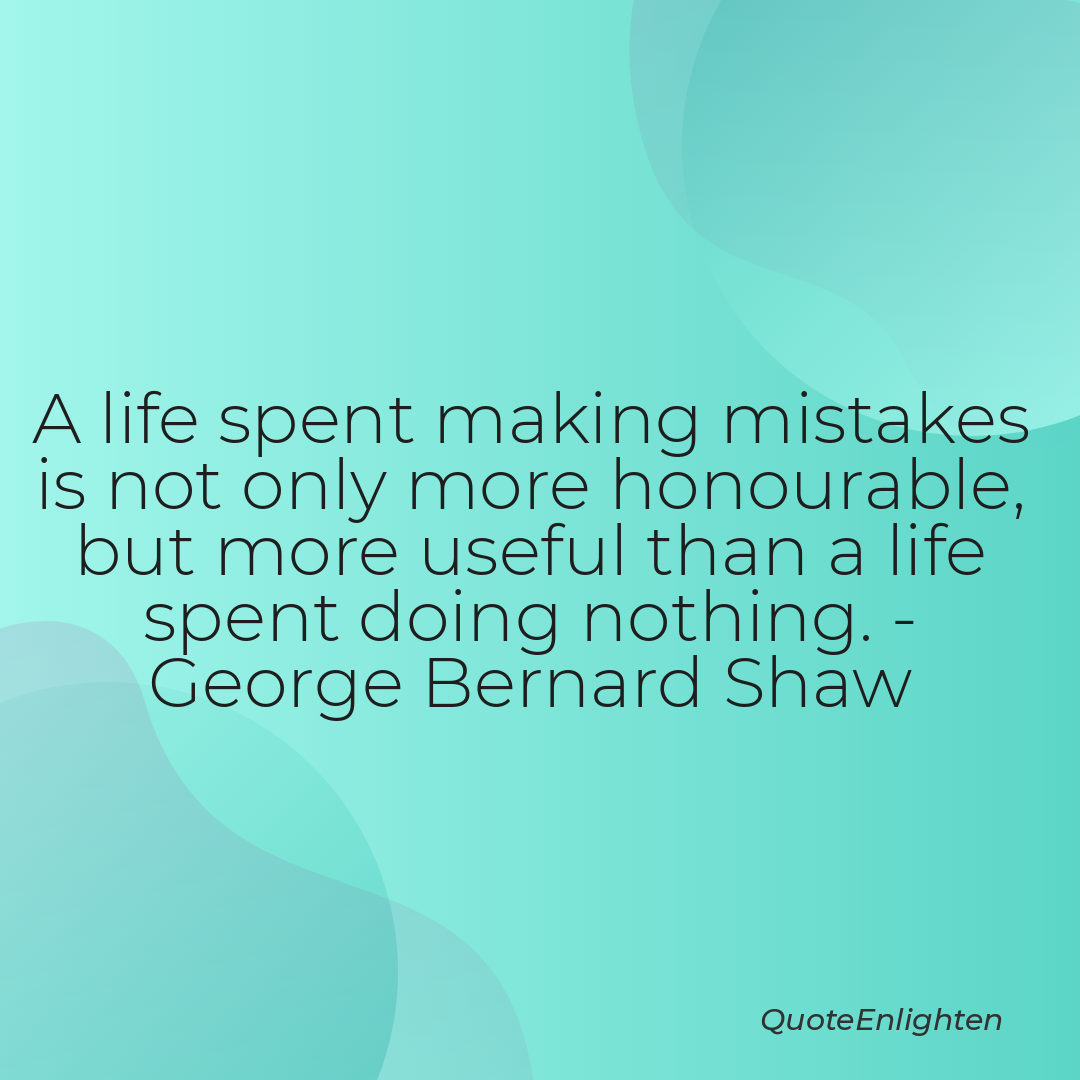 A life spent making mistakes
is not only more honourable,
but more useful than a life
spent doing nothing. -
George Bernard Shaw
QuoteEnlighten